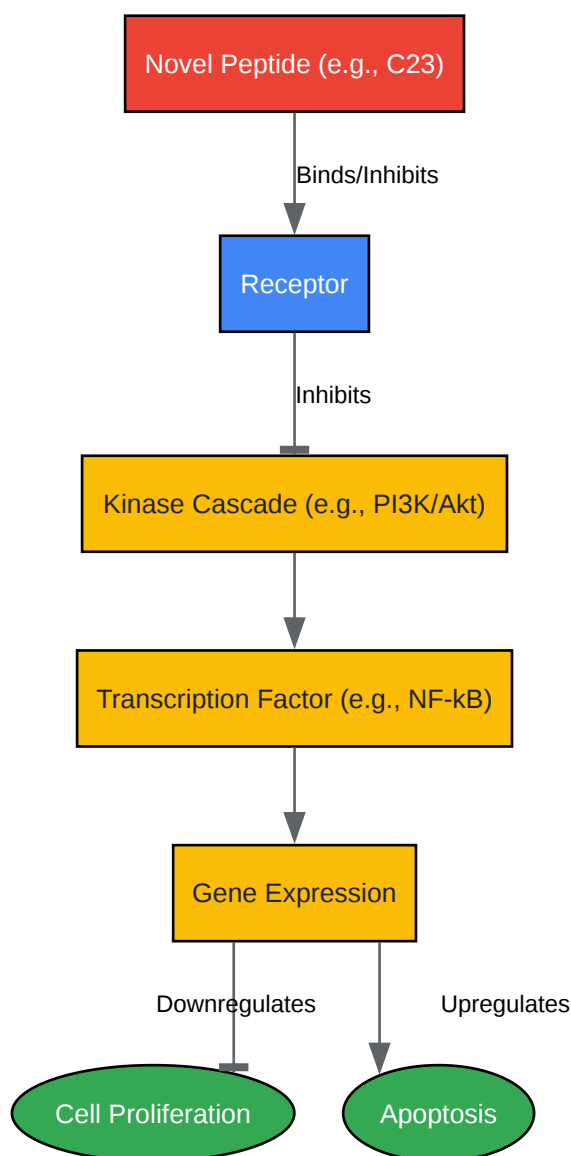 Novel Peptide (e.g., C23)
Binds/Inhibits
Receptor
Inhibits
Kinase Cascade (e.g., PI3K/Akt)
Transcription Factor (e.g., NF-kB)
Gene Expression
Downregulates
Upregulates
Cell Proliferation
Apoptosis